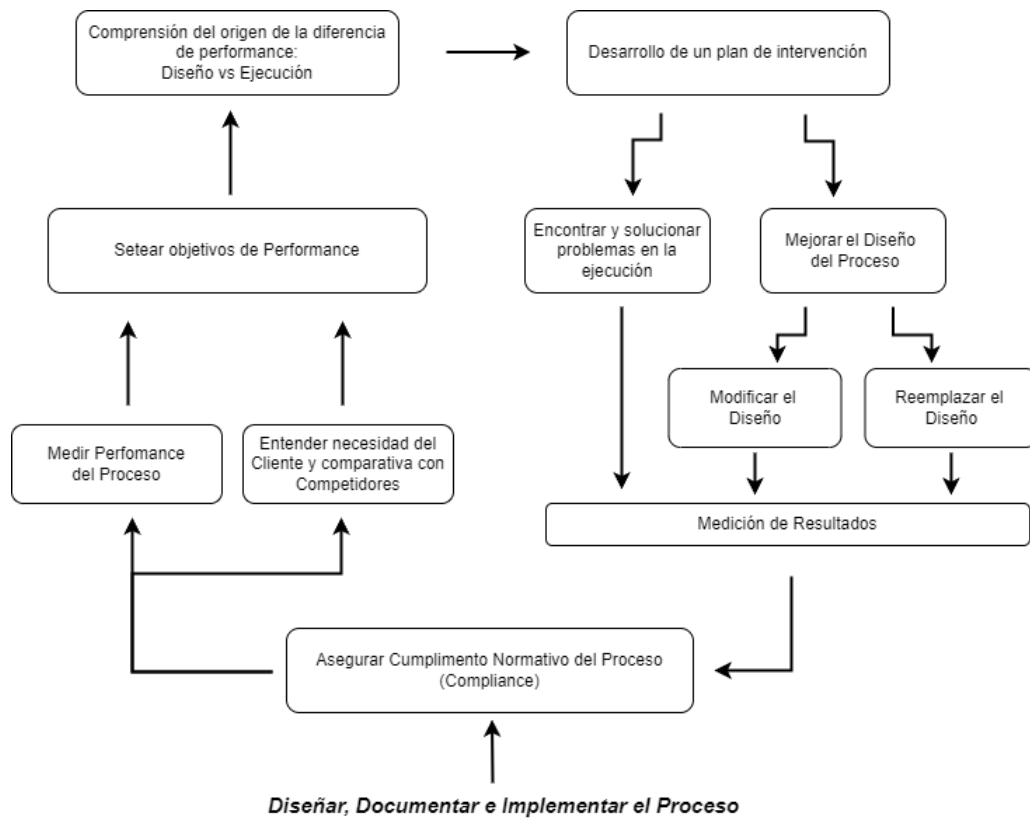 Comprensión del origen de la diferencia
de performance:
Diseño vs Ejecución
Desarrollo de un plan de intervención
Setear objetivos de Performance
Encontrar y solucionar
problemas en la
ejecución
Mejorar el Diseño
del Proceso
Modificar el
Diseño
Reemplazar el
Diseño
Medir Perfomance
del Proceso
Entender necesidad del
Cliente y comparativa con
Competidores
Medición de Resultados
Asegurar Cumplimento Normativo del Proceso
(Compliance)
Diseñar, Documentar e Implementar el Proceso